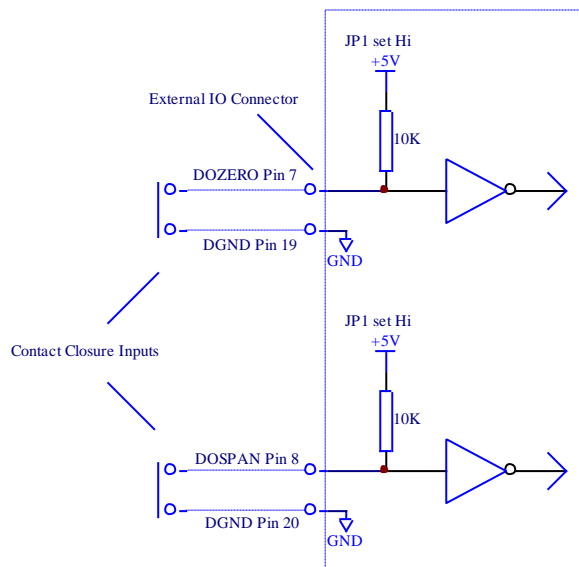 JP1 set Hi
+5V
External IO Connector
10K
DOZERO Pin 7
DGND Pin 19
GND
JP1 set Hi
+5V
Contact Closure Inputs
10K
DOSPAN Pin 8
DGND Pin 20
GND